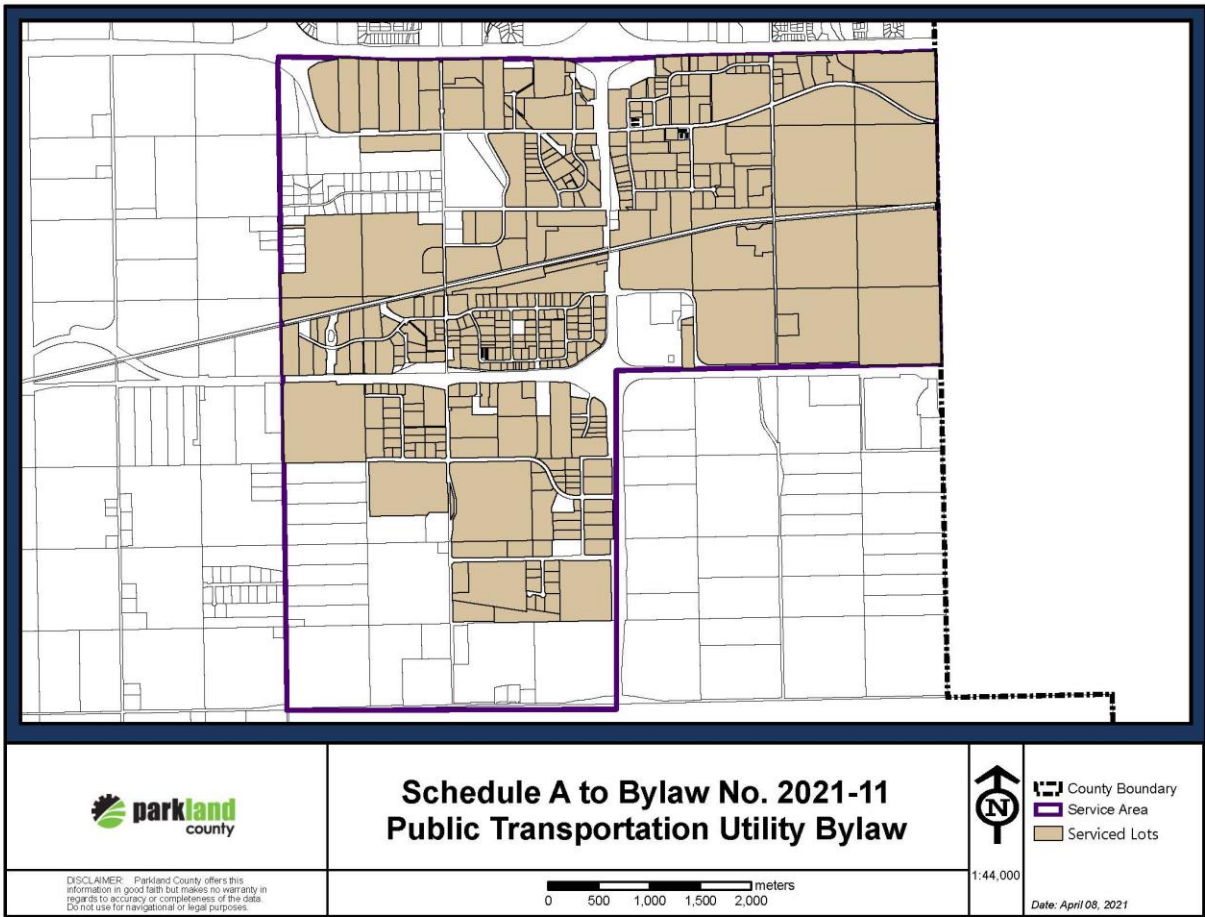 parkland
county
DISCLAIMER: Parkland County offers this
information in good faith but makes no warranty in
regards to accuracy or completeness of the data.
Do not use for navigational or legal purposes.
Schedule A to Bylaw No. 2021-11
Public Transportation Utility Bylaw
meters
0 500 1,000 1,500 2,000
N
1:44,000
County Boundary
Service Area
Serviced Lots
Date: April 08, 2021